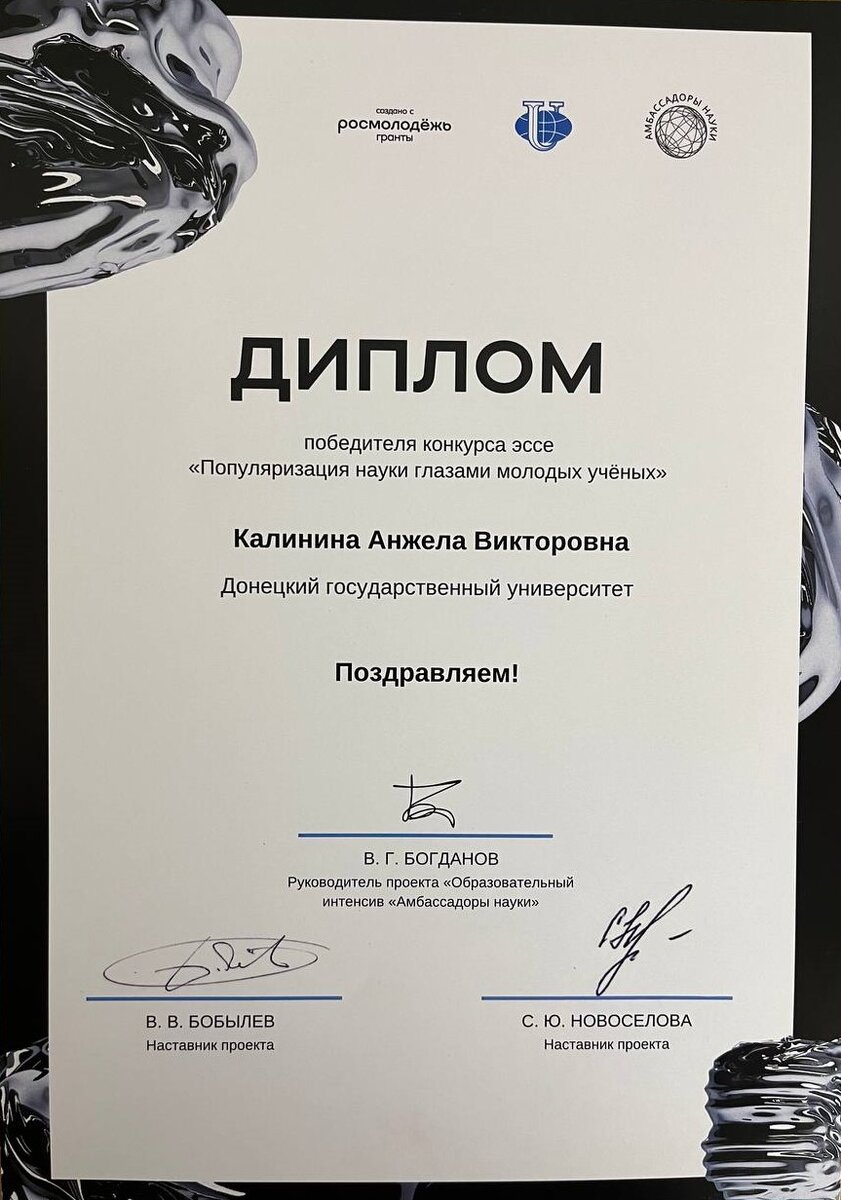 создано с
росмолодёжь
гранты
U
АМБАССАДОРЫ НАУКИ
ДИПЛОМ
победителя конкурса эссе
«Популяризация науки глазами молодых учёных»
Калинина Анжела Викторовна
Донецкий государственный университет
Поздравляем!
В. Г. БОГДАНОВ
Руководитель проекта «Образовательный
интенсив «Амбассадоры науки»
В. В. БОБЫЛЕВ
Наставник проекта
С. Ю. НОВОСЕЛОВА
Наставник проекта